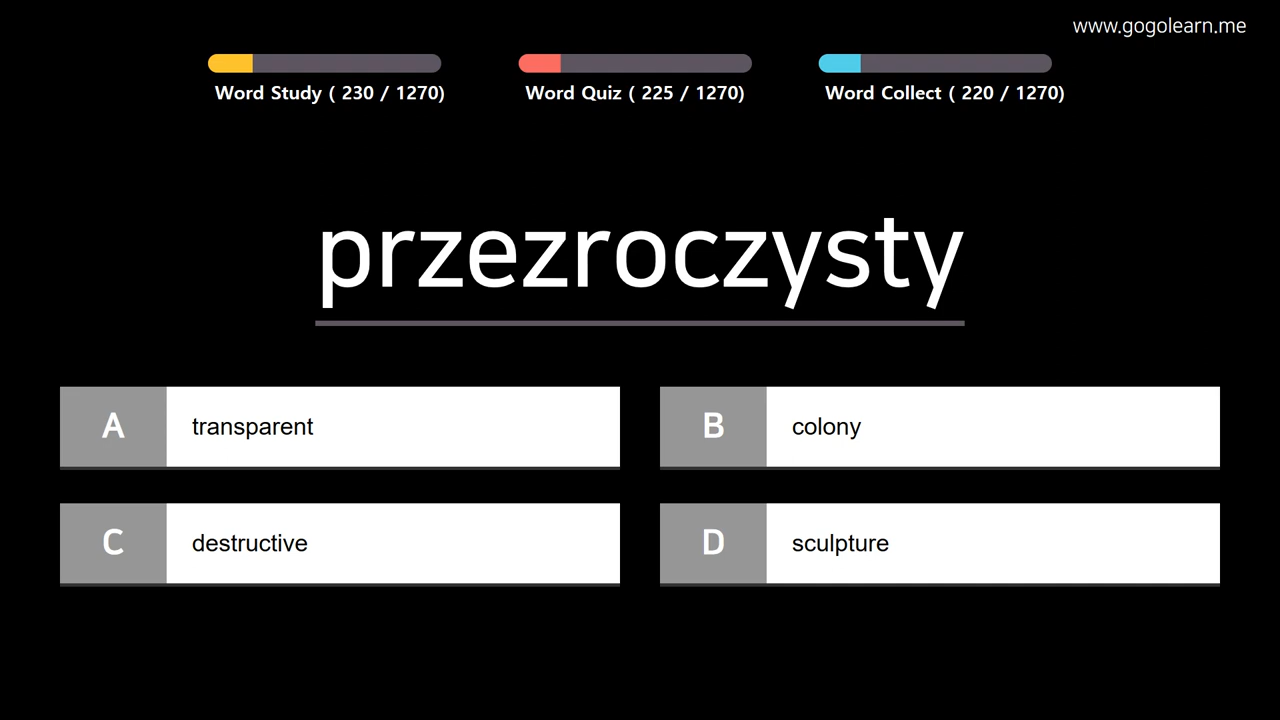 www.gogolearn.me
Word Study ( 230 / 1270)
Word Quiz ( 225 / 1270)
Word Collect ( 220 / 1270)
przezroczysty
A transparent
B colony
C destructive
D sculpture